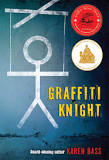 GRAFFITI
KNIGHT
Award-winning author KAREN BASS